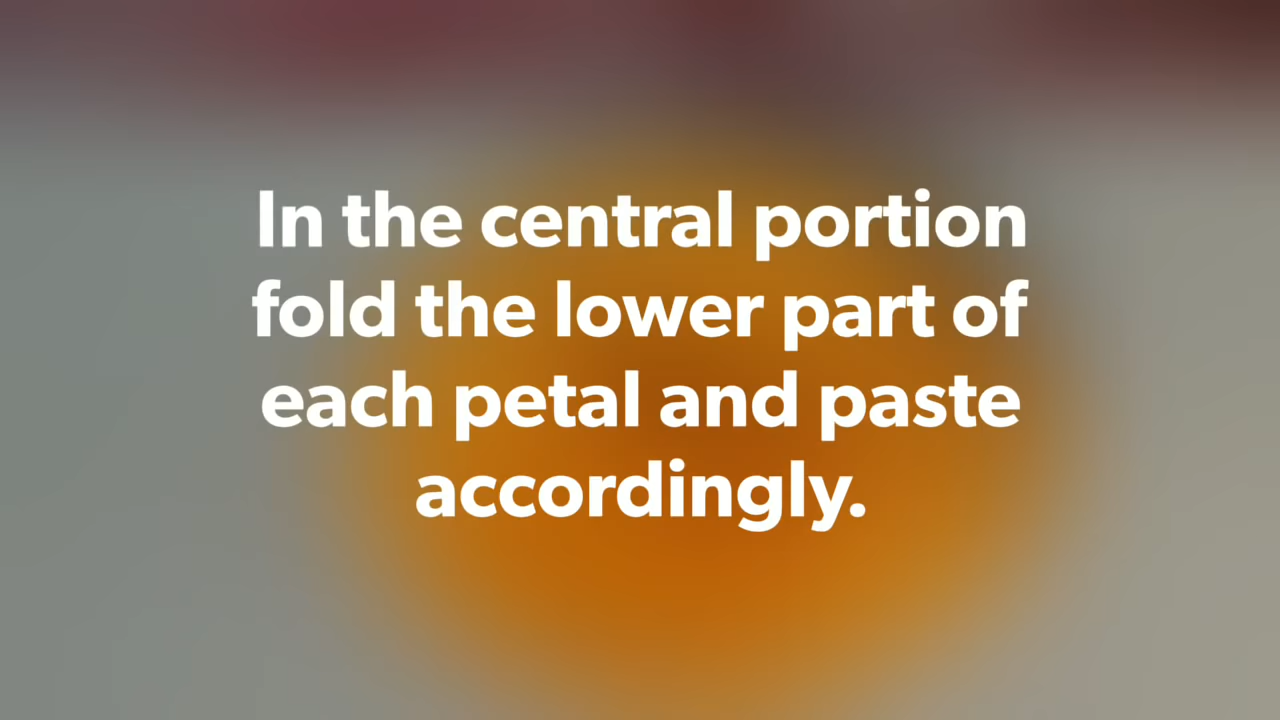 In the central portion
fold the lower part of
each petal and paste
accordingly.